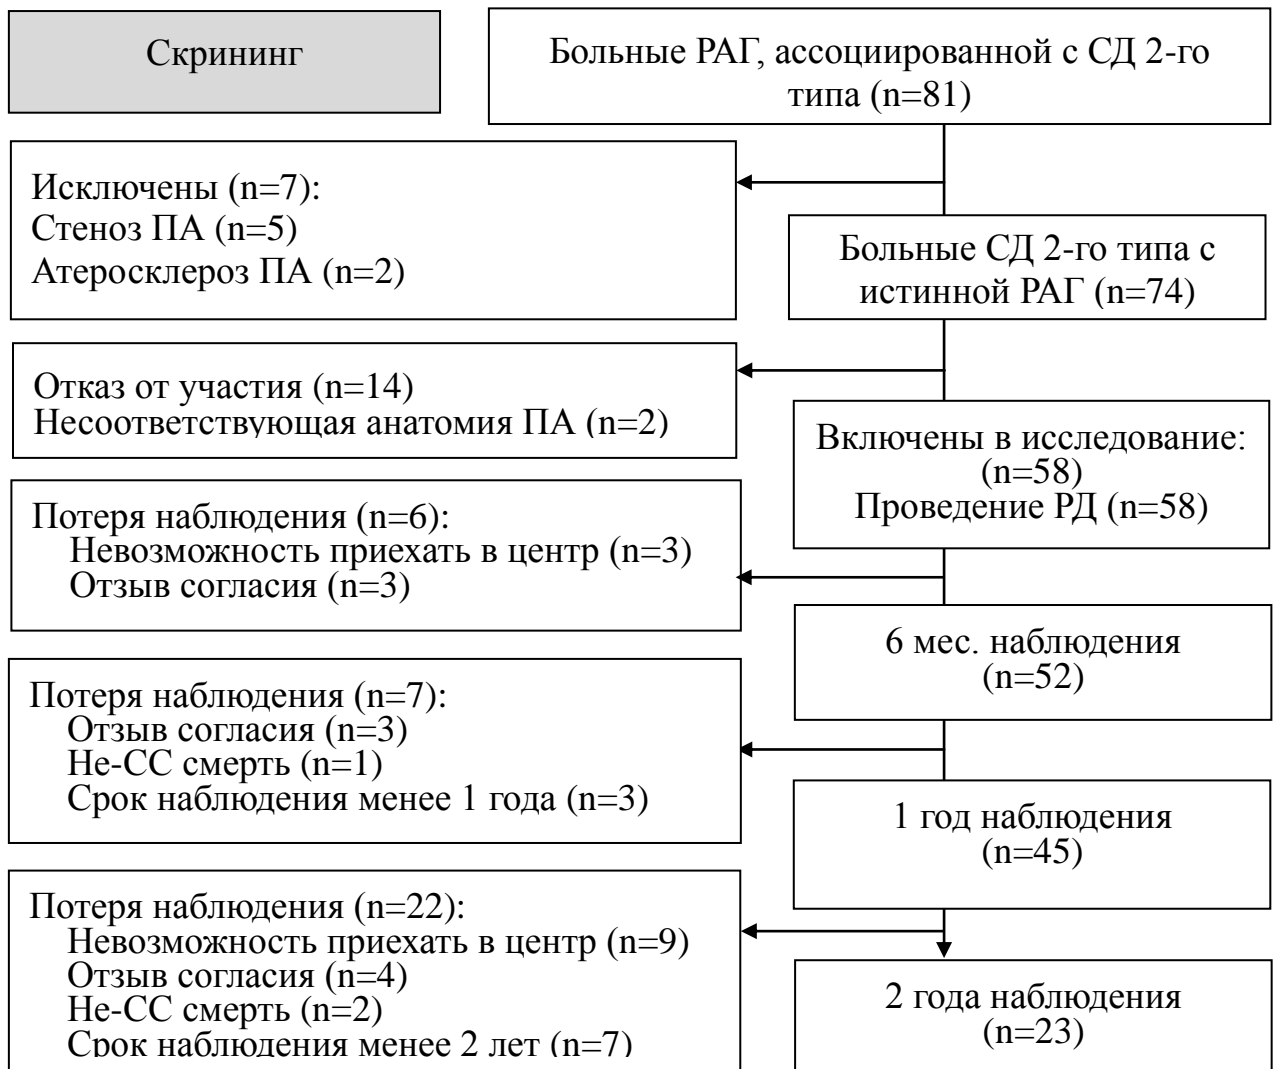 Скрининг
Больные РАГ, ассоциированной с СД 2-го
типа (n=81)
Исключены (n=7):
Стеноз ПА (n=5)
Атеросклероз ПА (n=2)
Больные СД 2-го типа с
истинной РАГ (n=74)
Отказ от участия (n=14)
Несоответствующая анатомия ПА (n=2)
Включены в исследование:
(n=58)
Проведение РД (n=58)
Потеря наблюдения (n=6):
Невозможность приехать в центр (n=3)
Отзыв согласия (n=3)
6 мес. наблюдения
(n=52)
Потеря наблюдения (n=7):
Отзыв согласия (n=3)
Не-СС смерть (n=1)
Срок наблюдения менее 1 года (n=3)
1 год наблюдения
(n=45)
Потеря наблюдения (n=22):
Невозможность приехать в центр (n=9)
Отзыв согласия (n=4)
Не-СС смерть (n=2)
Срок наблюдения менее 2 лет (n=7)
2 года наблюдения
(n=23)